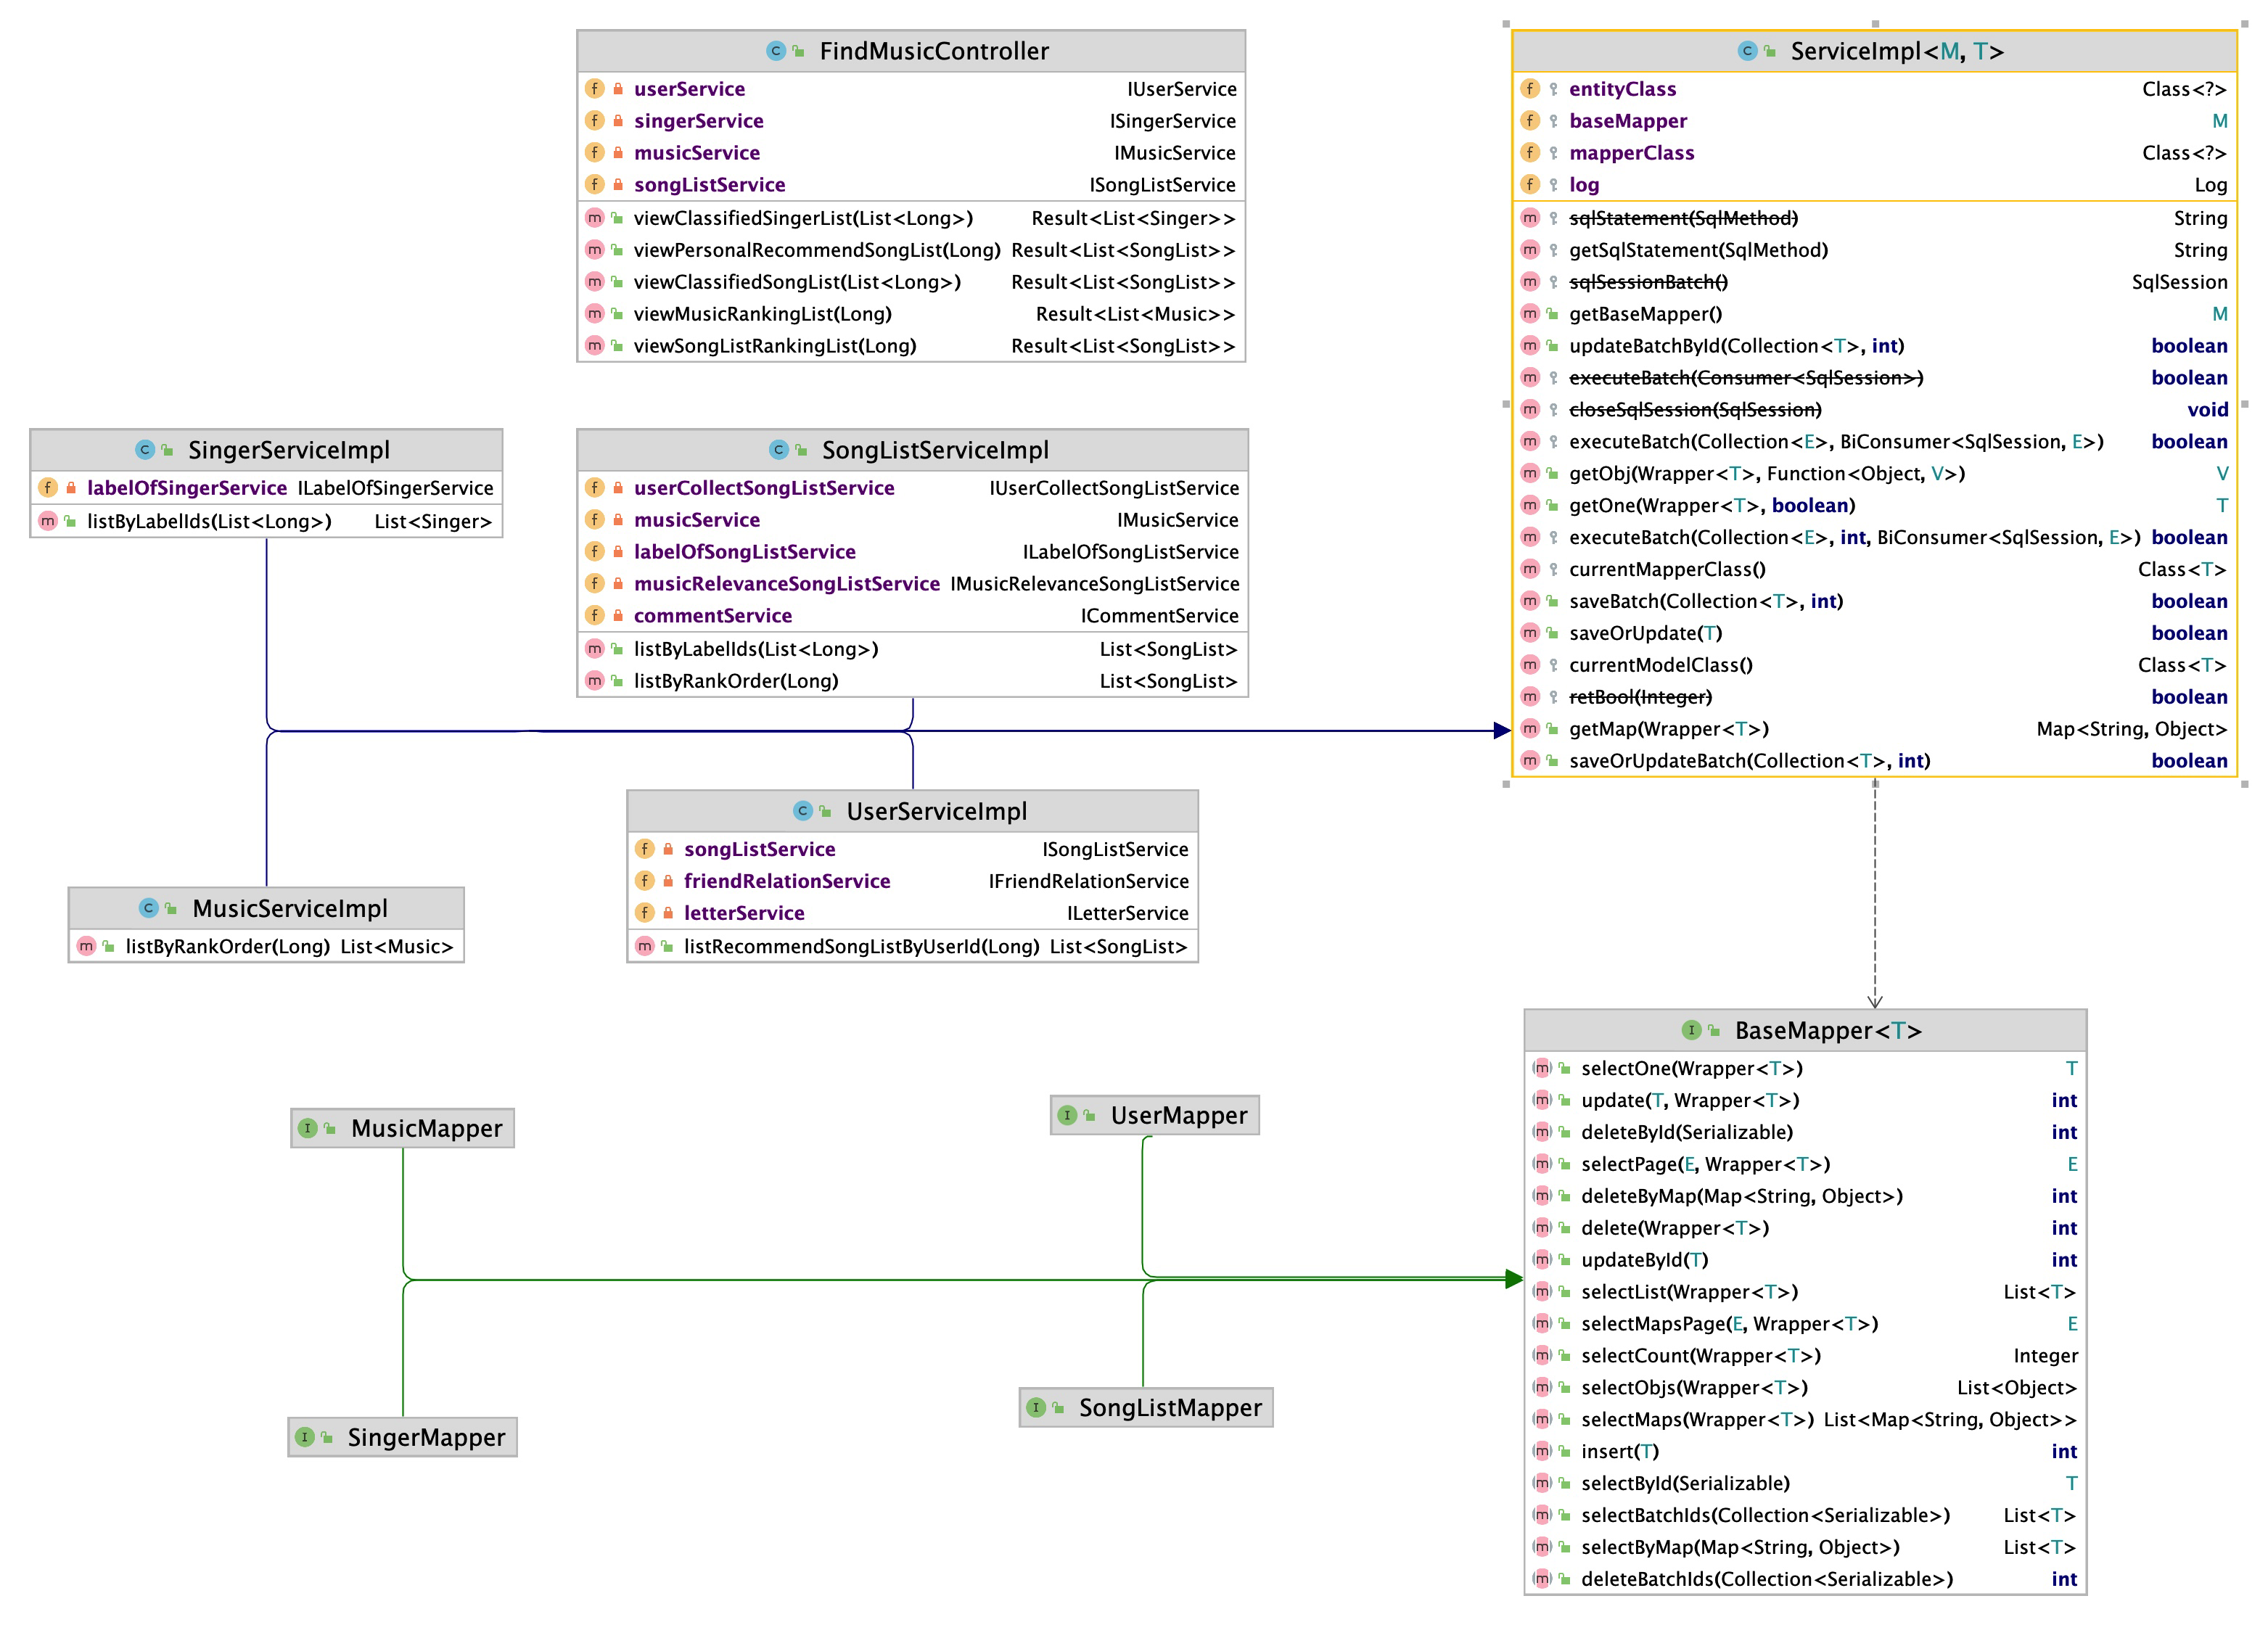 FindMusicController
userService IUserService
singerService ISingerService
musicService IMusicService
songListService ISongListService
viewClassifiedSingerList(List<Long>) Result<List<Singer>>
viewPersonalRecommendSongList(Long) Result<List<SongList>>
viewClassifiedSongList(List<Long>) Result<List<SongList>>
viewMusicRankingList(Long) Result<List<Music>>
viewSongListRankingList(Long) Result<List<SongList>>
ServiceImpl<M, T>
entityClass Class<?>
baseMapper M
mapperClass Class<?>
log Log
sqlStatement(SqlMethod) String
getSqlStatement(SqlMethod) String
sqlSessionBatch() SqlSession
getBaseMapper() M
updateBatchById(Collection<T>, int) boolean
executeBatch(Consumer<SqlSession>) boolean
closeSqlSession(SqlSession) void
executeBatch(Collection<E>, BiConsumer<SqlSession, E>) boolean
getObj(Wrapper<T>, Function<Object, V>) V
getOne(Wrapper<T>, boolean) T
executeBatch(Collection<E>, int, BiConsumer<SqlSession, E>) boolean
currentMapperClass() Class<T>
saveBatch(Collection<T>, int) boolean
saveOrUpdate(T) boolean
currentModelClass() Class<T>
retBool(Integer) boolean
getMap(Wrapper<T>) Map<String, Object>
saveOrUpdateBatch(Collection<T>, int) boolean
SingerServiceImpl
labelOfSingerService ILabelOfSingerService
listByLabelIds(List<Long>) List<Singer>
SongListServiceImpl
userCollectSongListService IUserCollectSongListService
musicService IMusicService
labelOfSongListService ILabelOfSongListService
musicRelevanceSongListService IMusicRelevanceSongListService
commentService ICommentService
listByLabelIds(List<Long>) List<SongList>
listByRankOrder(Long) List<SongList>
UserServiceImpl
songListService ISongListService
friendRelationService IFriendRelationService
letterService ILetterService
listRecommendSongListByUserId(Long) List<SongList>
MusicServiceImpl
listByRankOrder(Long) List<Music>
BaseMapper<T>
selectOne(Wrapper<T>) T
update(T, Wrapper<T>) int
deleteById(Serializable) int
selectPage(E, Wrapper<T>) E
deleteByMap(Map<String, Object>) int
delete(Wrapper<T>) int
updateById(T) int
selectList(Wrapper<T>) List<T>
selectMapsPage(E, Wrapper<T>) E
selectCount(Wrapper<T>) Integer
selectObjs(Wrapper<T>) List<Object>
selectMaps(Wrapper<T>) List<Map<String, Object>>
insert(T) int
selectById(Serializable) T
selectBatchIds(Collection<Serializable>) List<T>
selectByMap(Map<String, Object>) List<T>
deleteBatchIds(Collection<Serializable>) int
MusicMapper
UserMapper
SingerMapper
SongListMapper